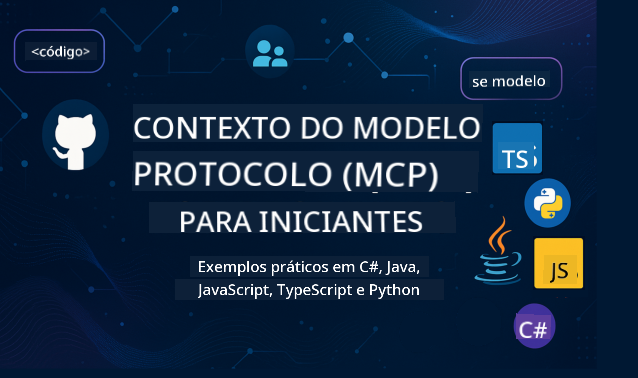 <código>
se modelo
CONTEXTO DO MODELO
PROTOCOLO (MCP)
PARA INICIANTES
Exemplos práticos em C#, Java,
JavaScript, TypeScript e Python
TS
JS
C#